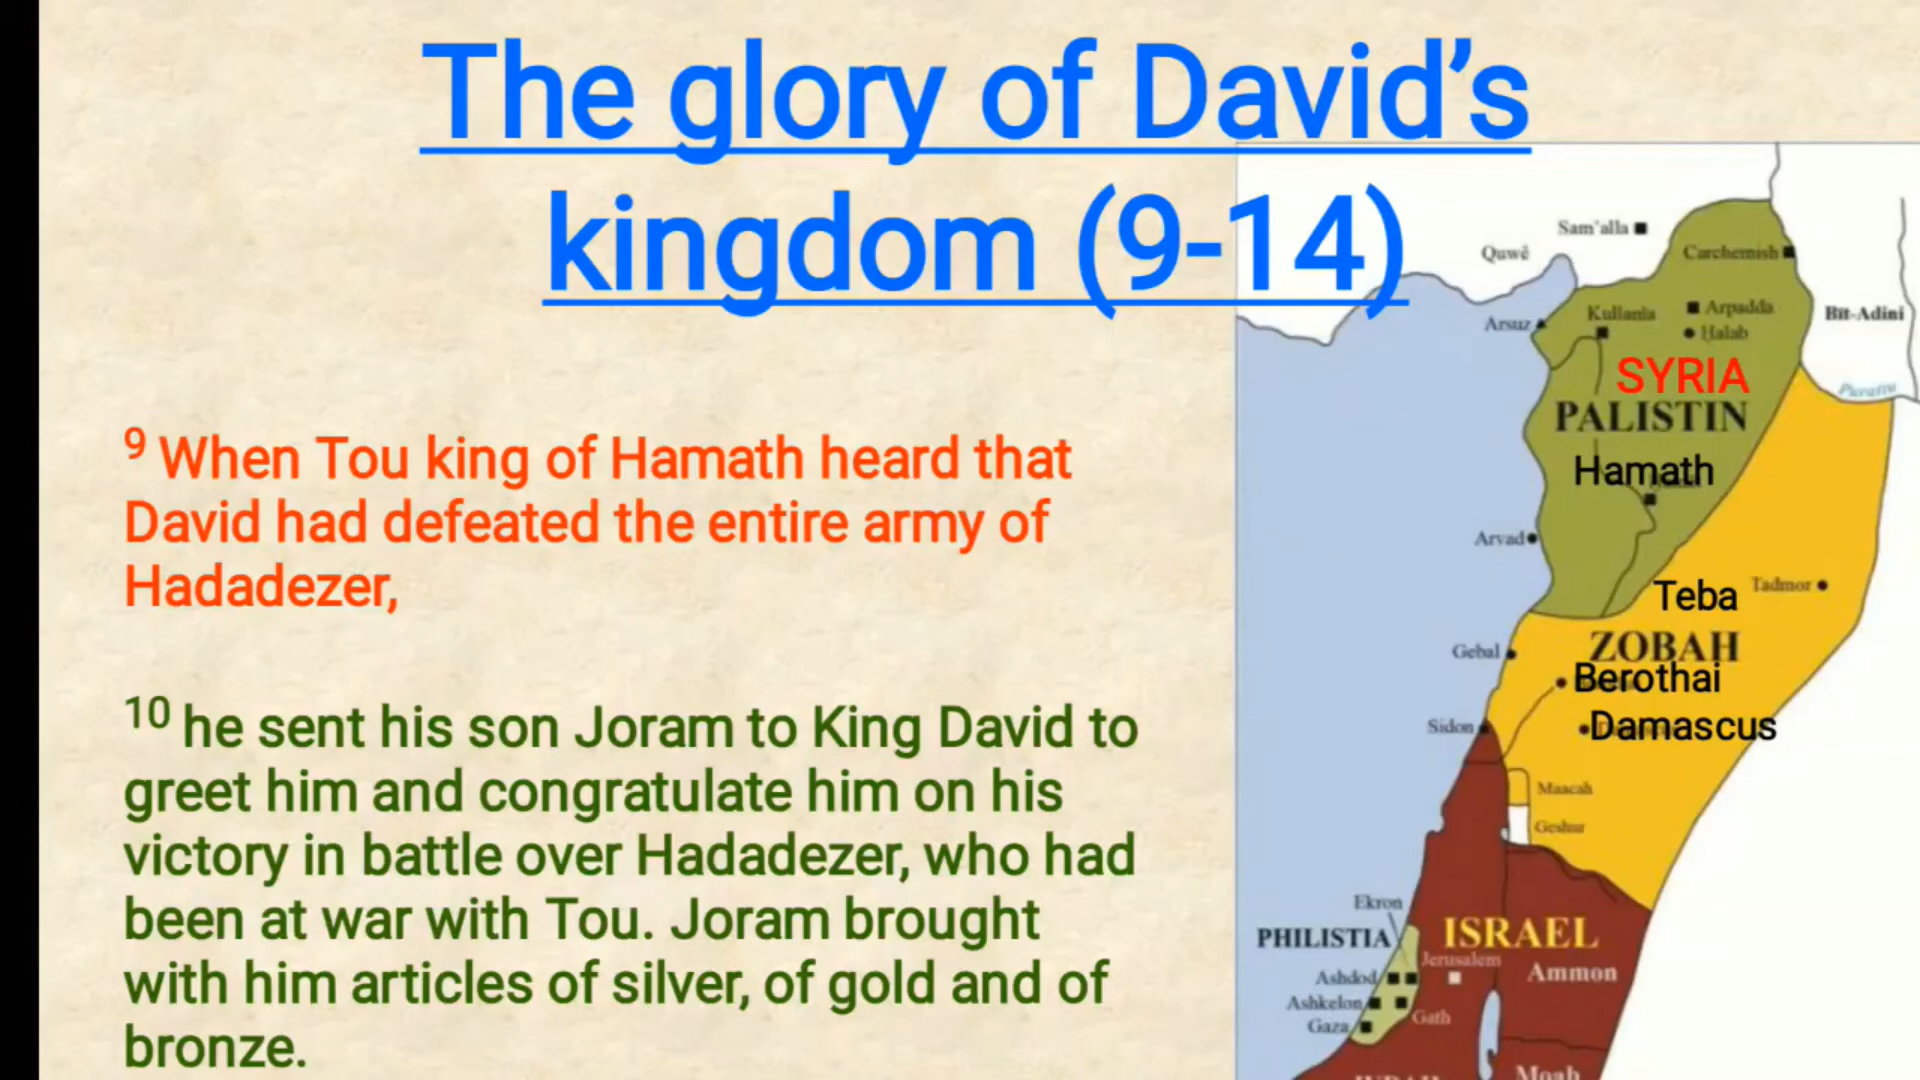 The glory of David’s
kingdom (9-14)
9 When Tou king of Hamath heard that
David had defeated the entire army of
Hadadezer,
10 he sent his son Joram to King David to
greet him and congratulate him on his
victory in battle over Hadadezer, who had
been at war with Tou. Joram brought
with him articles of silver, of gold and of
bronze.
Sam'alla
Quwê
Carchemish
Arsuz
Kullania
Arpadda
Halab
Bit-Adini
SYRIA
PALISTIN
Hamath
Arvad
Teba
Tadmor
ZOBAH
Gebal
Berothai
Sidon
Damascus
Maacah
Geshur
Ekron
PHILISTIA
ISRAEL
Jerusalem
Ammon
Ashdod
Ashkelon
Gath
Gaza
Moab